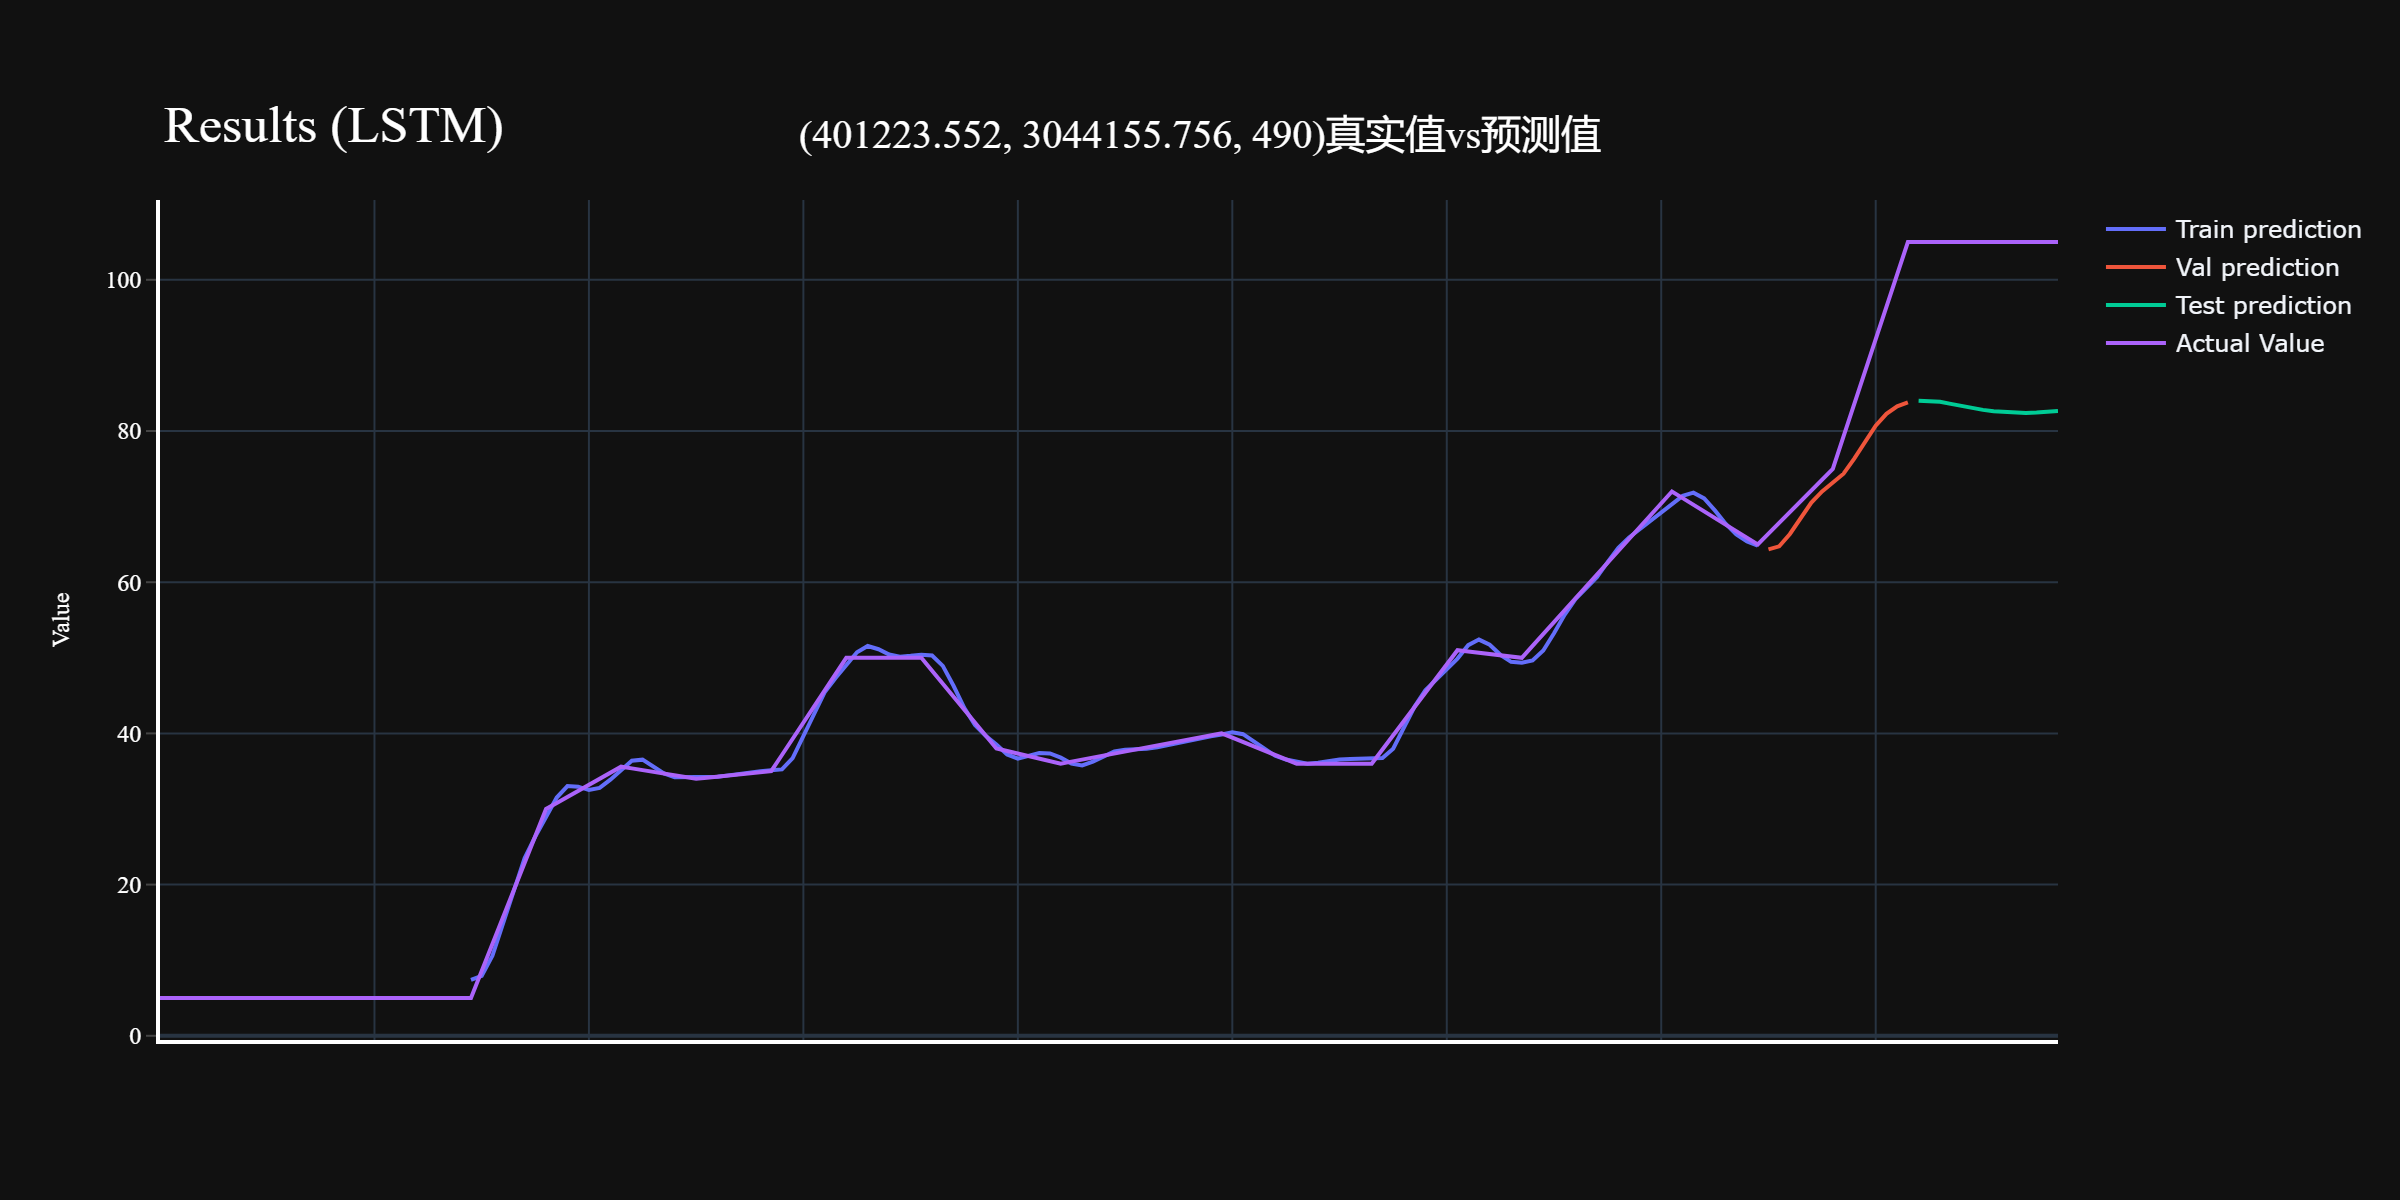 Results (LSTM)
(401223.552, 3044155.756, 490)真实值vs预测值
Train prediction
Val prediction
Test prediction
Actual Value
100
80
60
40
20
0
Value